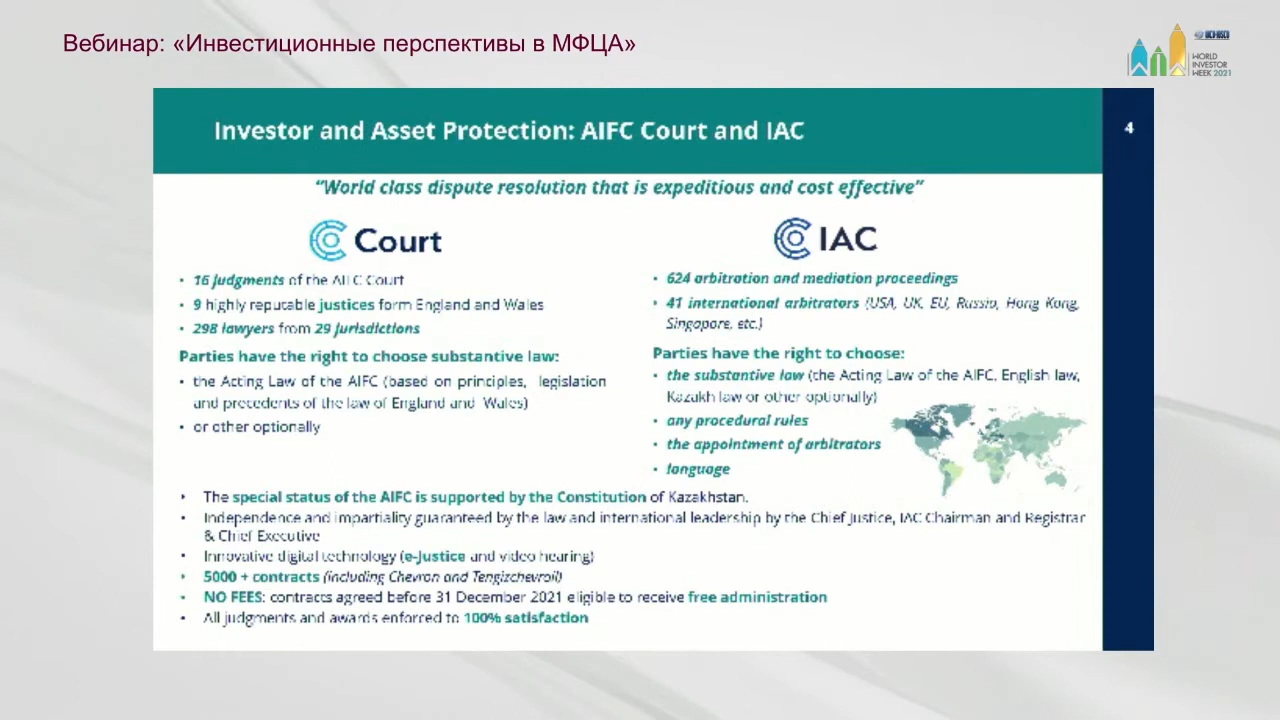 Вебинар: «Инвестиционные перспективы в МФЦА»
WORLD
INVESTOR
WEEK 2021
Investor and Asset Protection: AIFC Court and IAC
4
“World class dispute resolution that is expeditious and cost effective”
Court
• 16 judgments of the AIFC Court
• 9 highly reputable justices form England and Wales
• 298 lawyers from 29 jurisdictions
Parties have the right to choose substantive law:
• the Acting Law of the AIFC (based on principles, legislation
and precedents of the law of England and Wales)
• or other optionally
IAC
• 624 arbitration and mediation proceedings
• 41 international arbitrators (USA, UK, EU, Russia, Hong Kong,
Singapore, etc.)
Parties have the right to choose:
• the substantive law (the Acting Law of the AIFC, English law,
Kazakh law or other optionally)
• any procedural rules
• the appointment of arbitrators
• language
• The special status of the AIFC is supported by the Constitution of Kazakhstan.
• Independence and impartiality guaranteed by the law and international leadership by the Chief Justice, IAC Chairman and Registrar
& Chief Executive
• Innovative digital technology (e-Justice and video hearing)
• 5000 + contracts (including Chevron and Tengizchevroil)
• NO FEES: contracts agreed before 31 December 2021 eligible to receive free administration
• All judgments and awards enforced to 100% satisfaction